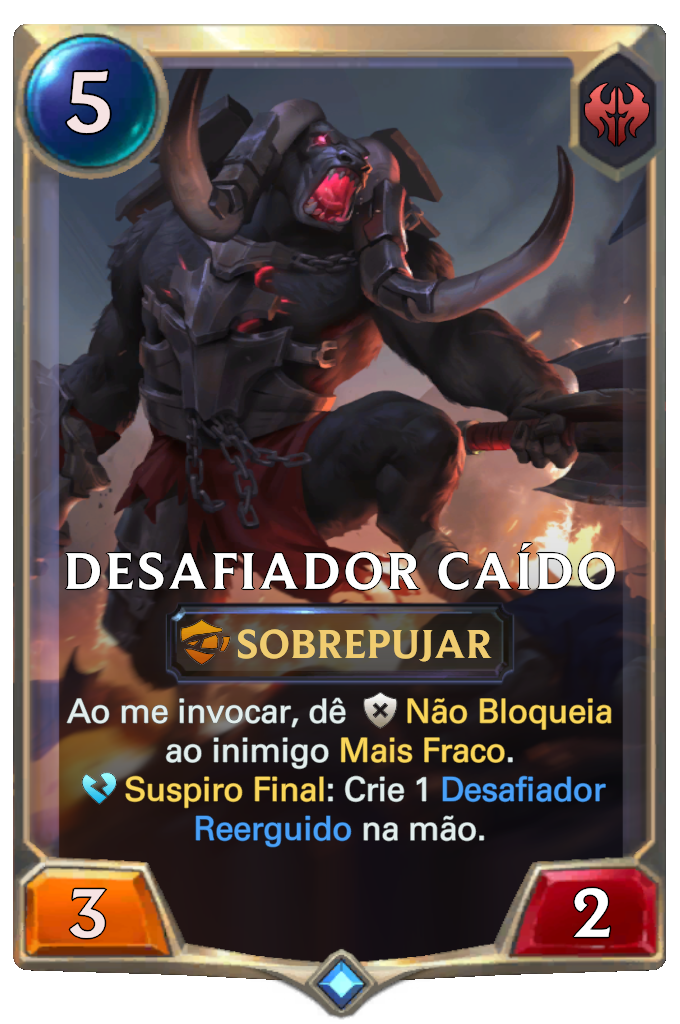 5
DESAFIADOR CAÍDO
SOBREPUJAR
Ao me invocar, dê Não Bloqueia
ao inimigo Mais Fraco.
Suspiro Final: Crie 1 Desafiador
Reerguido na mão.
3
2